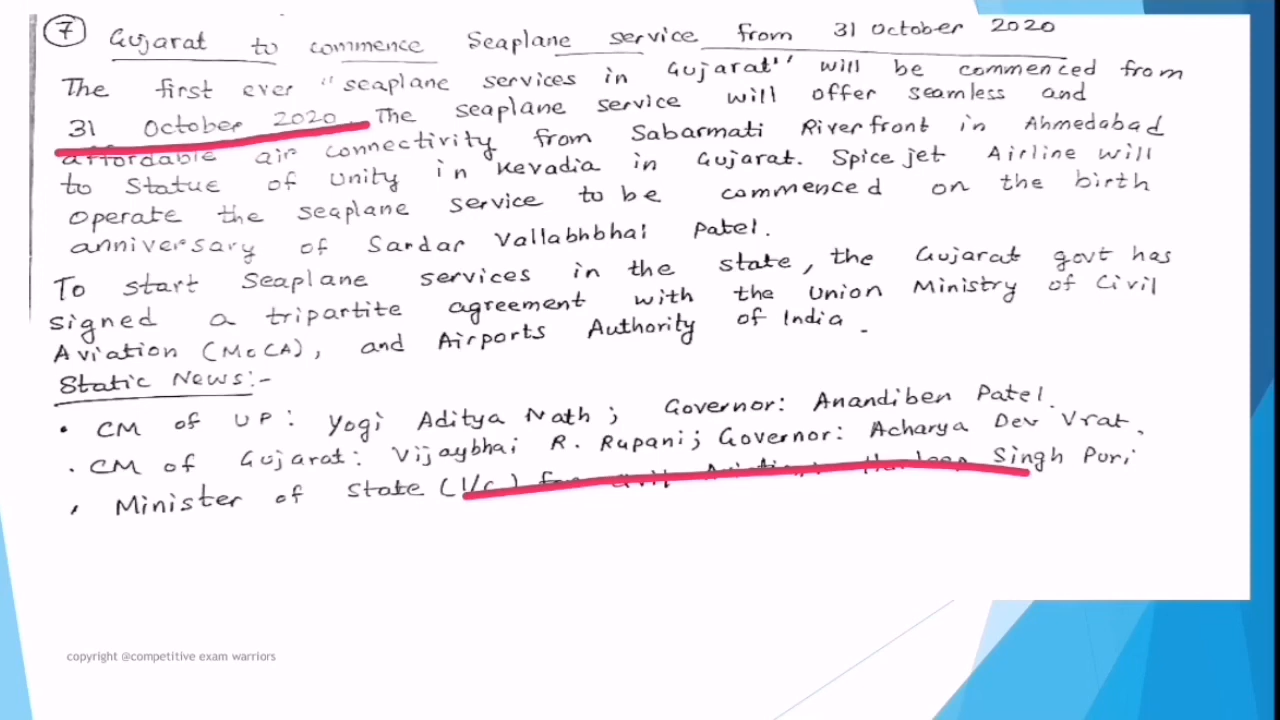 7 Gujarat to commence Seaplane service from 31 October 2020
The first ever "seaplane services in Gujarat" will be commenced from
31 October 2020. The seaplane service will offer seamless and
affordable air connectivity from Sabarmati Riverfront in Ahmedabad
to Statue of Unity in Kevadia in Gujarat. Spicejet Airline will
operate the seaplane service to be commenced on the birth
anniversary of Sardar Vallabhbhai Patel.
To start Seaplane services in the state, the Gujarat govt has
signed a tripartite agreement with the Union Ministry of Civil
Aviation (MoCA), and Airports Authority of India.
Static News:-
• CM of UP: Yogi Aditya Nath; Governor: Anandiben Patel.
• CM of Gujarat: Vijaybhai R. Rupani; Governor: Acharya Dev Vrat.
• Minister of State (I/C) for Civil Aviation: Hardeep Singh Puri
copyright @competitive exam warriors